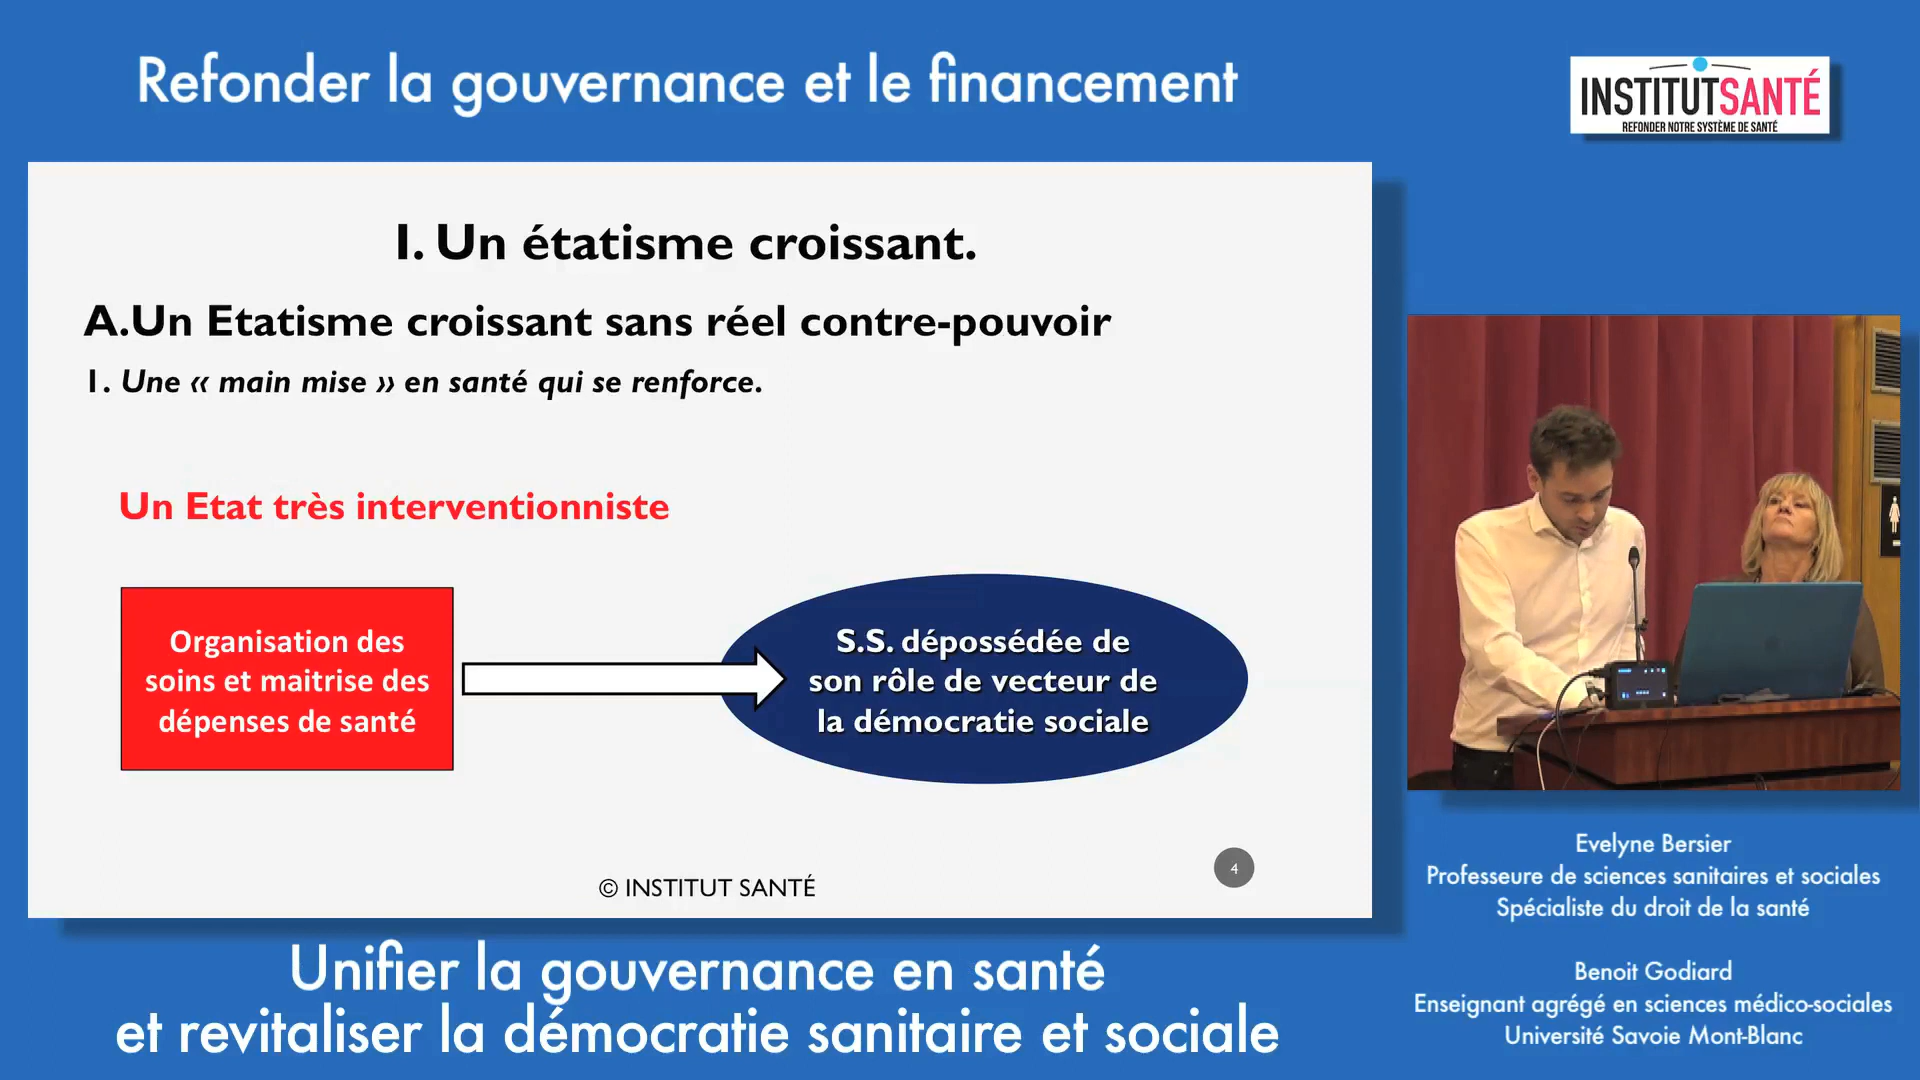 Refonder la gouvernance et le financement
INSTITUTSANTÉ
REFONDER NOTRE SYSTÈME DE SANTÉ
I. Un étatisme croissant.
A.Un Etatisme croissant sans réel contre-pouvoir
1. Une « main mise » en santé qui se renforce.
Un Etat très interventionniste
Organisation des
soins et maitrise des
dépenses de santé
S.S. dépossédée de
son rôle de vecteur de
la démocratie sociale
© INSTITUT SANTÉ
4
Evelyne Bersier
Professeure de sciences sanitaires et sociales
Spécialiste du droit de la santé
Benoit Godiard
Enseignant agrégé en sciences médico-sociales
Université Savoie Mont-Blanc
Unifier la gouvernance en santé
et revitaliser la démocratie sanitaire et sociale